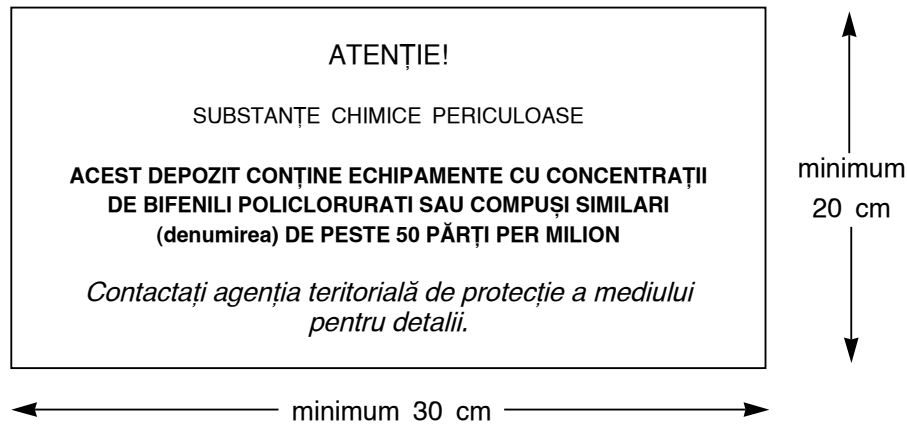 ATENȚIE!
SUBSTANȚE CHIMICE PERICULOASE
ACEST DEPOZIT CONȚINE ECHIPAMENTE CU CONCENTRAȚII
DE BIFENILI POLICLORURATI SAU COMPUȘI SIMILARI
(denumirea) DE PESTE 50 PĂRȚI PER MILION
Contactați agenția teritorială de protecție a mediului
pentru detalii.
minimum
20 cm
minimum 30 cm